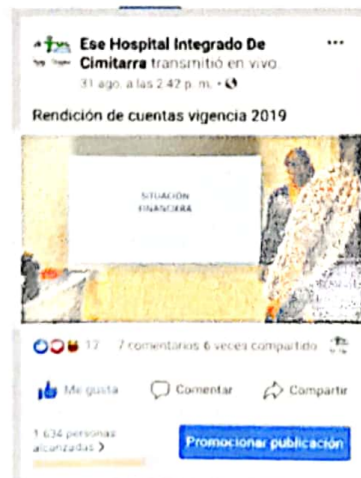 Ese Hospital Integrado De
Cimitarra transmitió en vivo.
31 ago. a las 2:42 p. m. •
Rendición de cuentas vigencia 2019
SITUACIÓN
FINANCIERA
17 7 comentarios 6 veces compartido
Me gusta Comentar Compartir
1 634 personas
alcanzadas >
Promocionar publicación